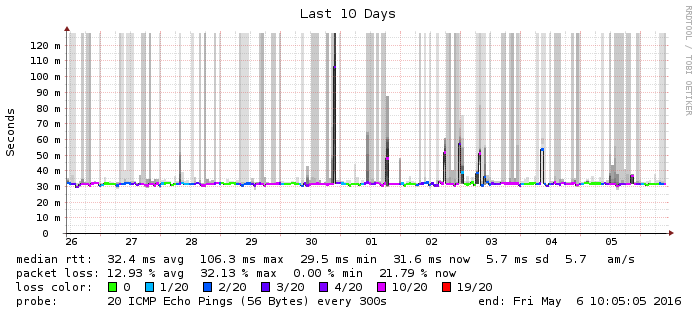 Last 10 Days
RRDTOOL / TOBI OETIKER
Seconds
120 m
110 m
100 m
90 m
80 m
70 m
60 m
50 m
40 m
30 m
20 m
10 m
0
26 27 28 29 30 01 02 03 04 05
median rtt: 32.4 ms avg 106.3 ms max 29.5 ms min 31.6 ms now 5.7 ms sd 5.7 am/s
packet loss: 12.93 % avg 32.13 % max 0.00 % min 21.79 % now
loss color: 0 1/20 2/20 3/20 4/20 10/20 19/20
probe: 20 ICMP Echo Pings (56 Bytes) every 300s end: Fri May 6 10:05:05 2016